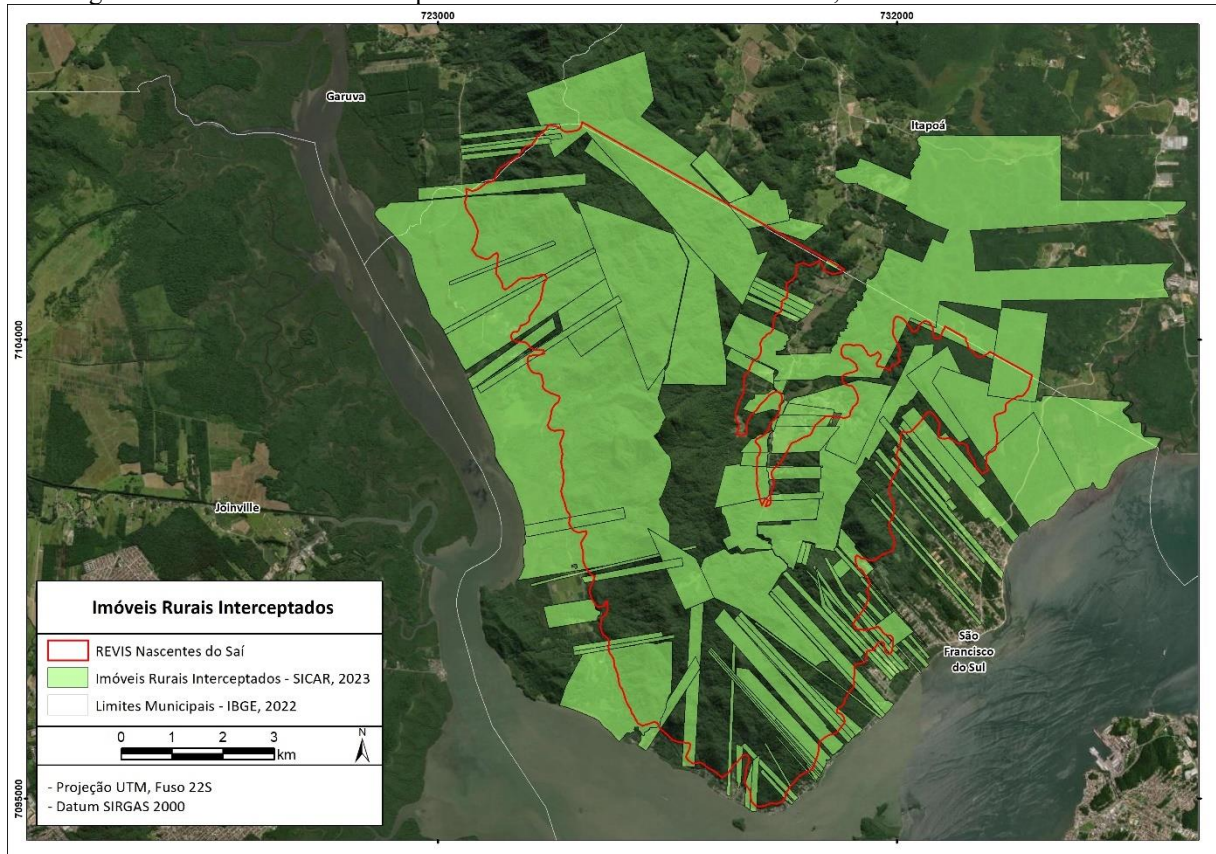 723000
732000
Garuva
Itapoá
7104000
7104000
Joinville
São
Francisco
do Sul
Imóveis Rurais Interceptados
REVIS Nascentes do Saí
Imóveis Rurais Interceptados - SICAR, 2023
Limites Municipais - IBGE, 2022
0 1 2 3
km
N
- Projeção UTM, Fuso 22S
- Datum SIRGAS 2000
7095000